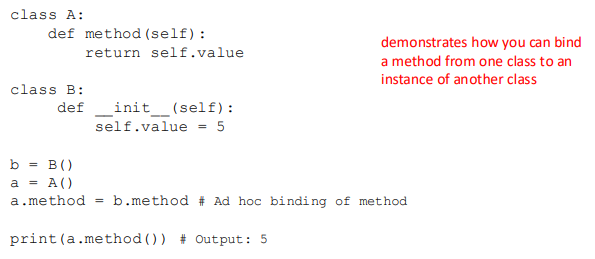 class A:
    def method(self):
        return self.value
demonstrates how you can bind
a method from one class to an
instance of another class
class B:
     def __init__(self):
         self.value = 5
b = B()
a = A()
a.method = b.method # Ad hoc binding of method
print(a.method()) # Output: 5